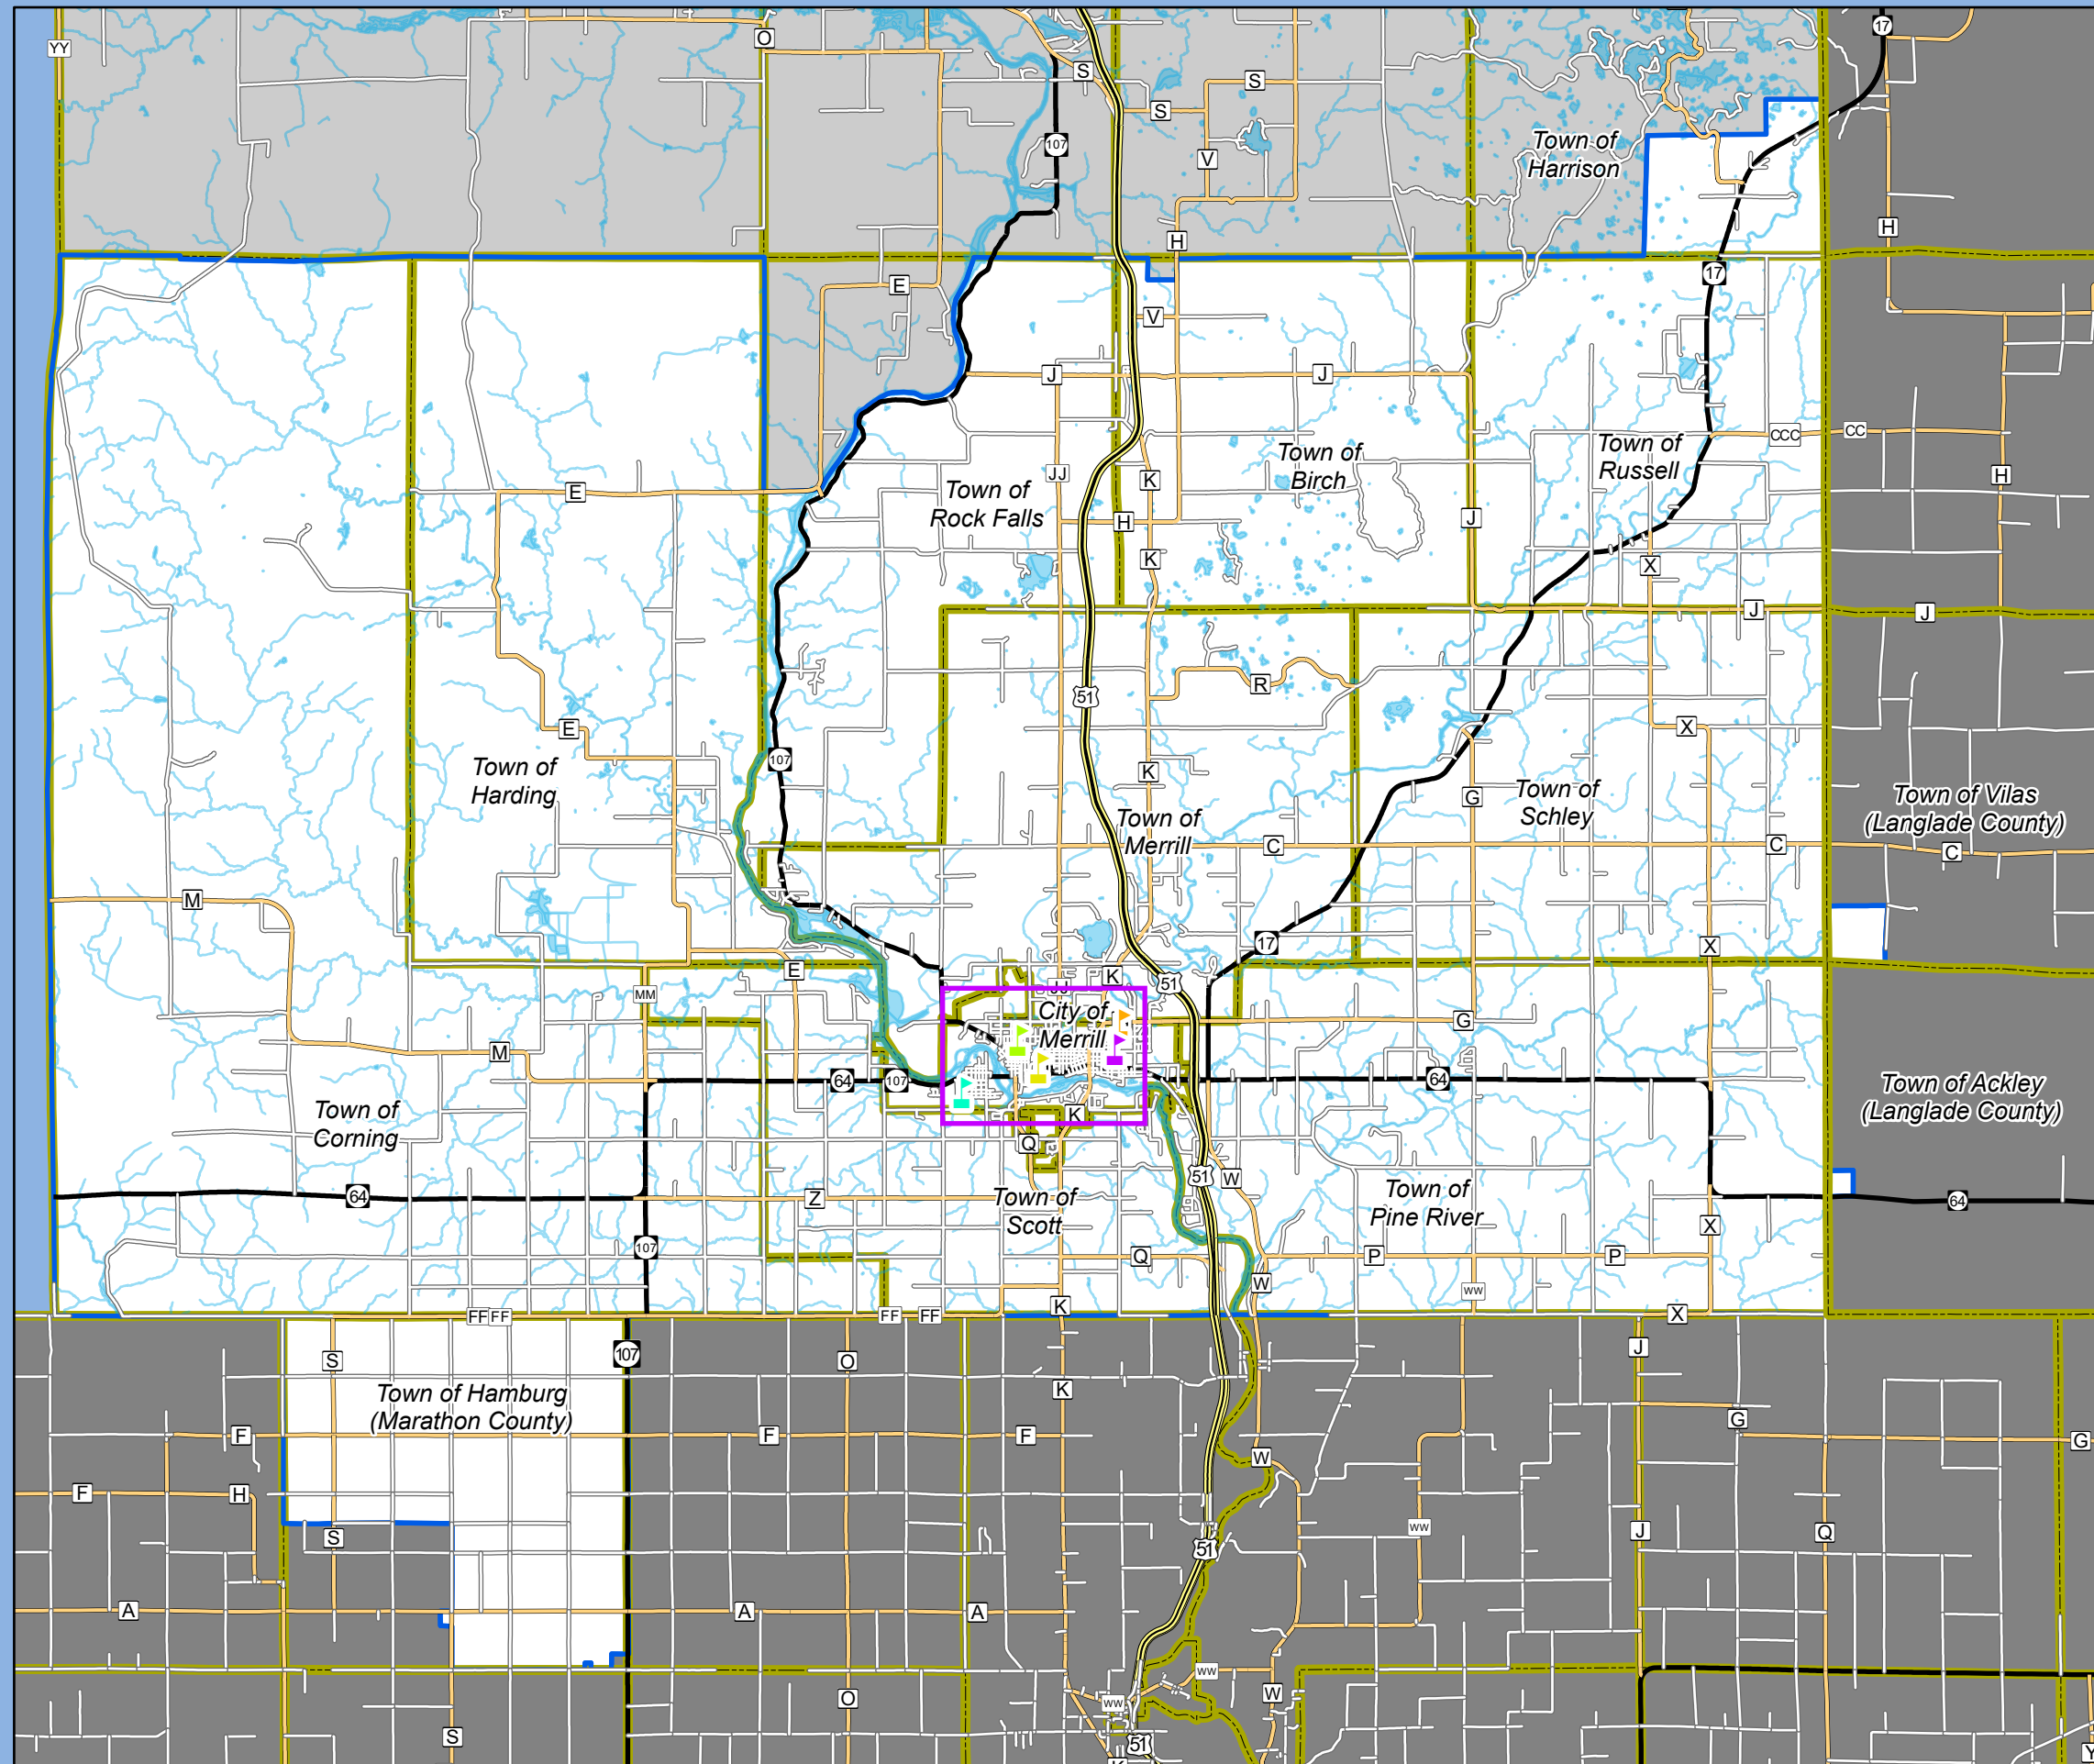 17
YY
O
S
S
S
107
Town of
Harrison
V
H
H
17
E
V
J
J
CCC
CC
Town of
Russell
Town of
Birch
JJ
K
H
E
Town of
Rock Falls
H
J
K
X
J
J
R
51
E
X
107
Town of
Harding
K
G
Town of
Schley
Town of Vilas
(Langlade County)
Town of
Merrill
C
C
C
M
17
X
E
K
51
MM
JJ
City of
Merrill
G
M
64
107
64
Town of Ackley
(Langlade County)
Town of
Corning
K
Q
51
W
Town of
Pine River
64
Z
Town of
Scott
64
X
107
Q
P
P
W
WW
K
FF
FF
FF
FF
X
107
S
O
J
K
Town of Hamburg
(Marathon County)
G
F
F
F
G
W
F
H
S
WW
J
Q
51
A
A
A
WW
W
O
WW
S
51